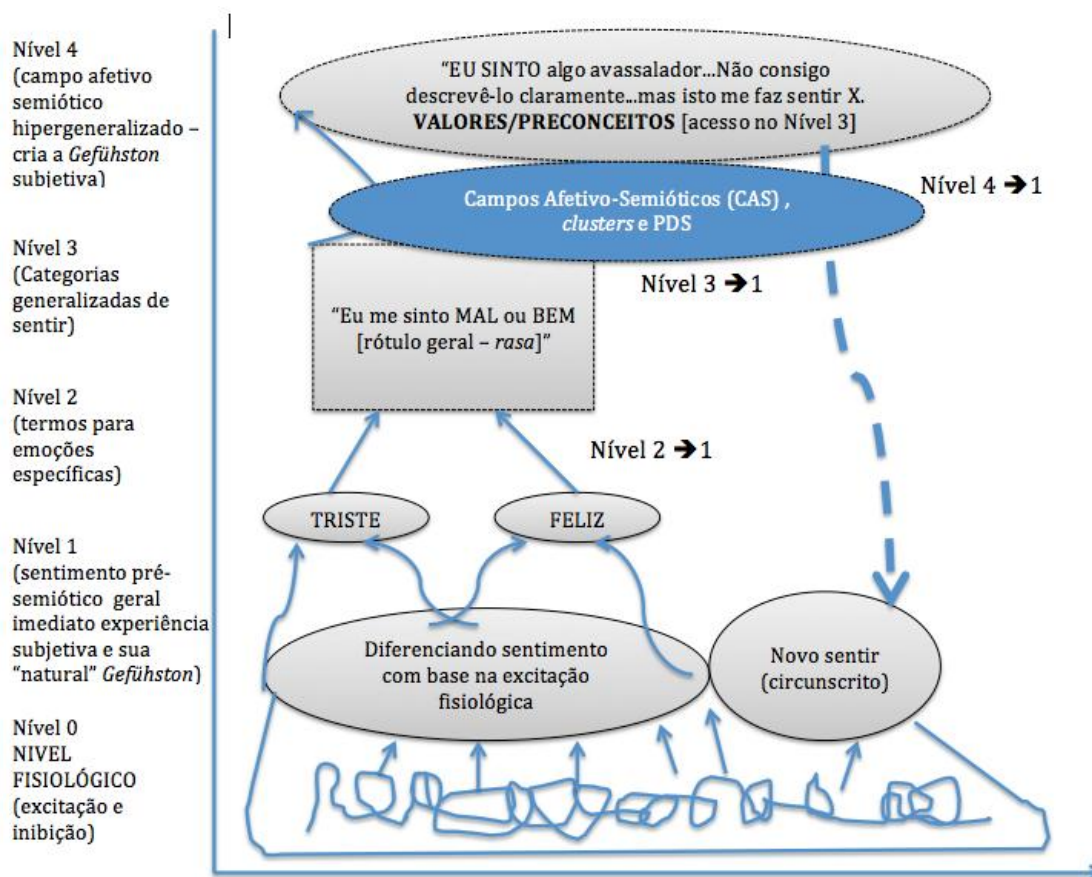 Nível 4
(campo afetivo
semiótico
hipergeneralizado –
cria a Gefühston
subjetiva)
Nível 3
(Categorias
generalizadas de
sentir)
Nível 2
(termos para
emoções
específicas)
Nível 1
(sentimento pré-
semiótico geral
imediato experiência
subjetiva e sua
“natural” Gefühston)
Nível 0
NIVEL
FISIOLÓGICO
(excitação e
inibição)
“EU SINTO algo avassalador...Não consigo
descrevê-lo claramente...mas isto me faz sentir X.
VALORES/PRECONCEITOS [acesso no Nível 3]
Campos Afetivo-Semióticos (CAS) ,
clusters e PDS
Nível 4 ➔1
Nível 3 ➔1
“Eu me sinto MAL ou BEM
[rótulo geral – rasa]”
Nível 2 ➔1
TRISTE
FELIZ
Diferenciando sentimento
com base na excitação
fisiológica
Novo sentir
(circunscrito)